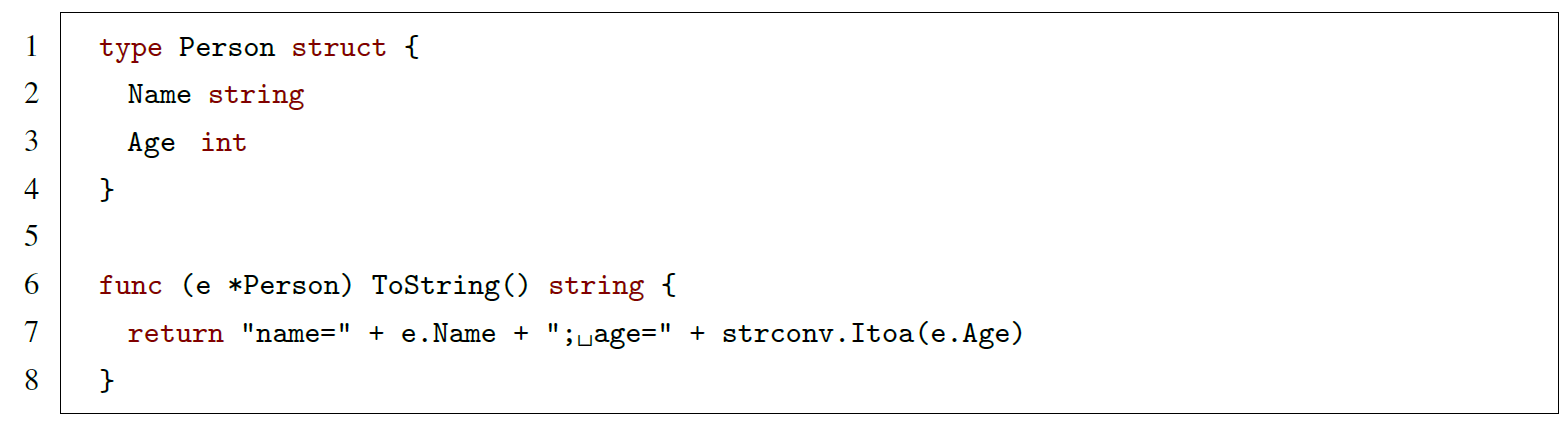 1 type Person struct {
2 Name string
3 Age int
4 }
5
6 func (e *Person) ToString() string {
7 return "name=" + e.Name + ";␣age=" + strconv.Itoa(e.Age)
8 }